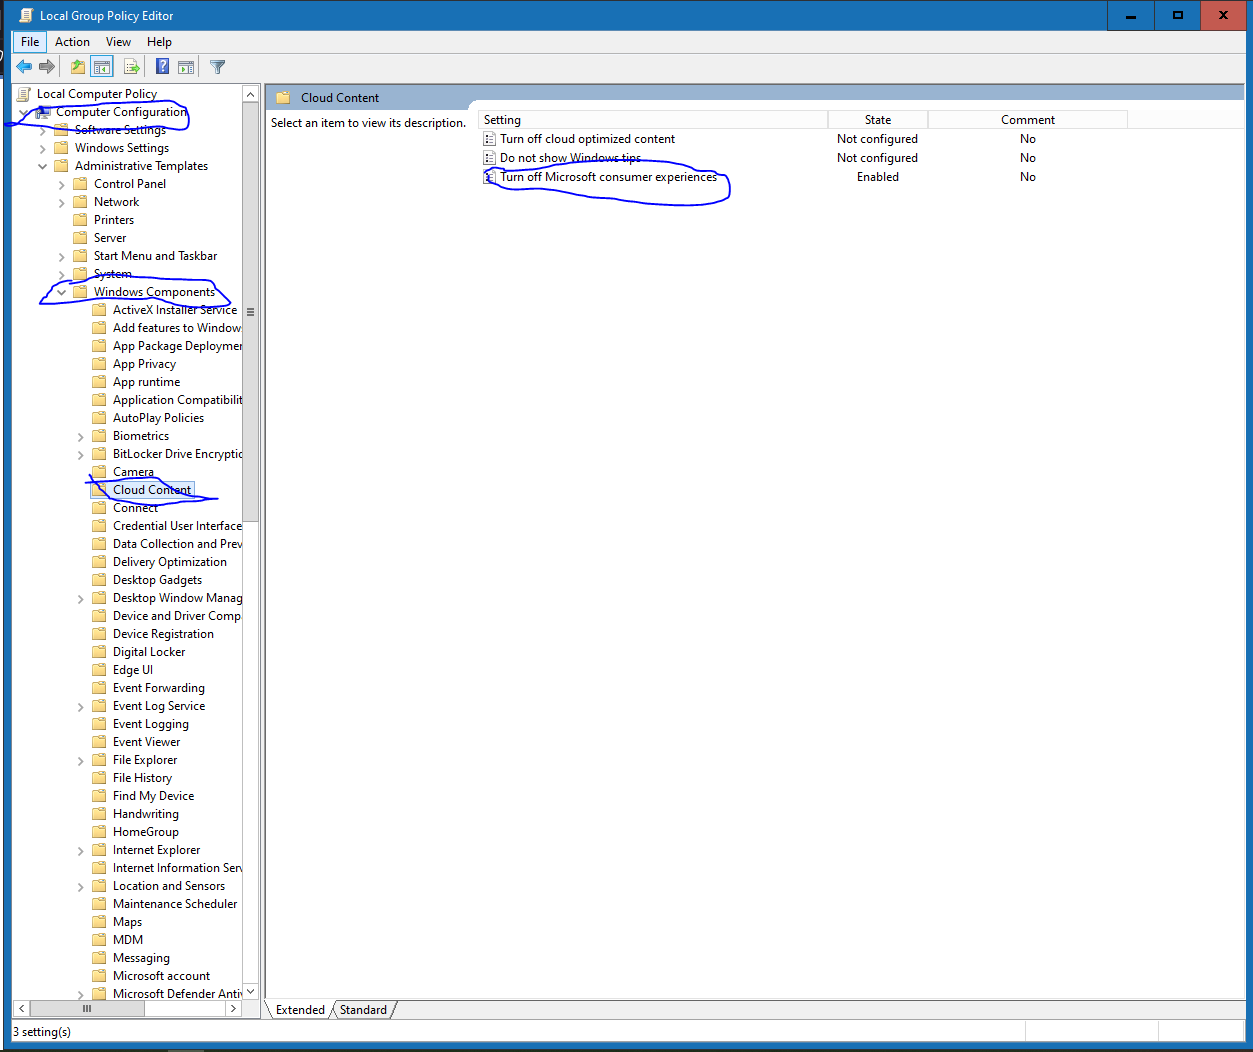 Local Group Policy Editor
File Action View Help
Local Computer Policy
Computer Configuration
Software Settings
Windows Settings
Administrative Templates
Control Panel
Network
Printers
Server
Start Menu and Taskbar
System
Windows Components
ActiveX Installer Service
Add features to Window
App Package Deploymer
App Privacy
App runtime
Application Compatibilit
AutoPlay Policies
Biometrics
BitLocker Drive Encryptic
Camera
Cloud Content
Connect
Credential User Interface
Data Collection and Prev
Delivery Optimization
Desktop Gadgets
Desktop Window Manag
Device and Driver Comp
Device Registration
Digital Locker
Edge UI
Event Forwarding
Event Log Service
Event Logging
Event Viewer
File Explorer
File History
Find My Device
Handwriting
HomeGroup
Internet Explorer
Internet Information Serv
Location and Sensors
Maintenance Scheduler
Maps
MDM
Messaging
Microsoft account
Microsoft Defender Antiv
Cloud Content
Select an item to view its description.
Setting State Comment
Turn off cloud optimized content Not configured No
Do not show Windows tips Not configured No
Turn off Microsoft consumer experiences Enabled No
Extended Standard
3 setting(s)